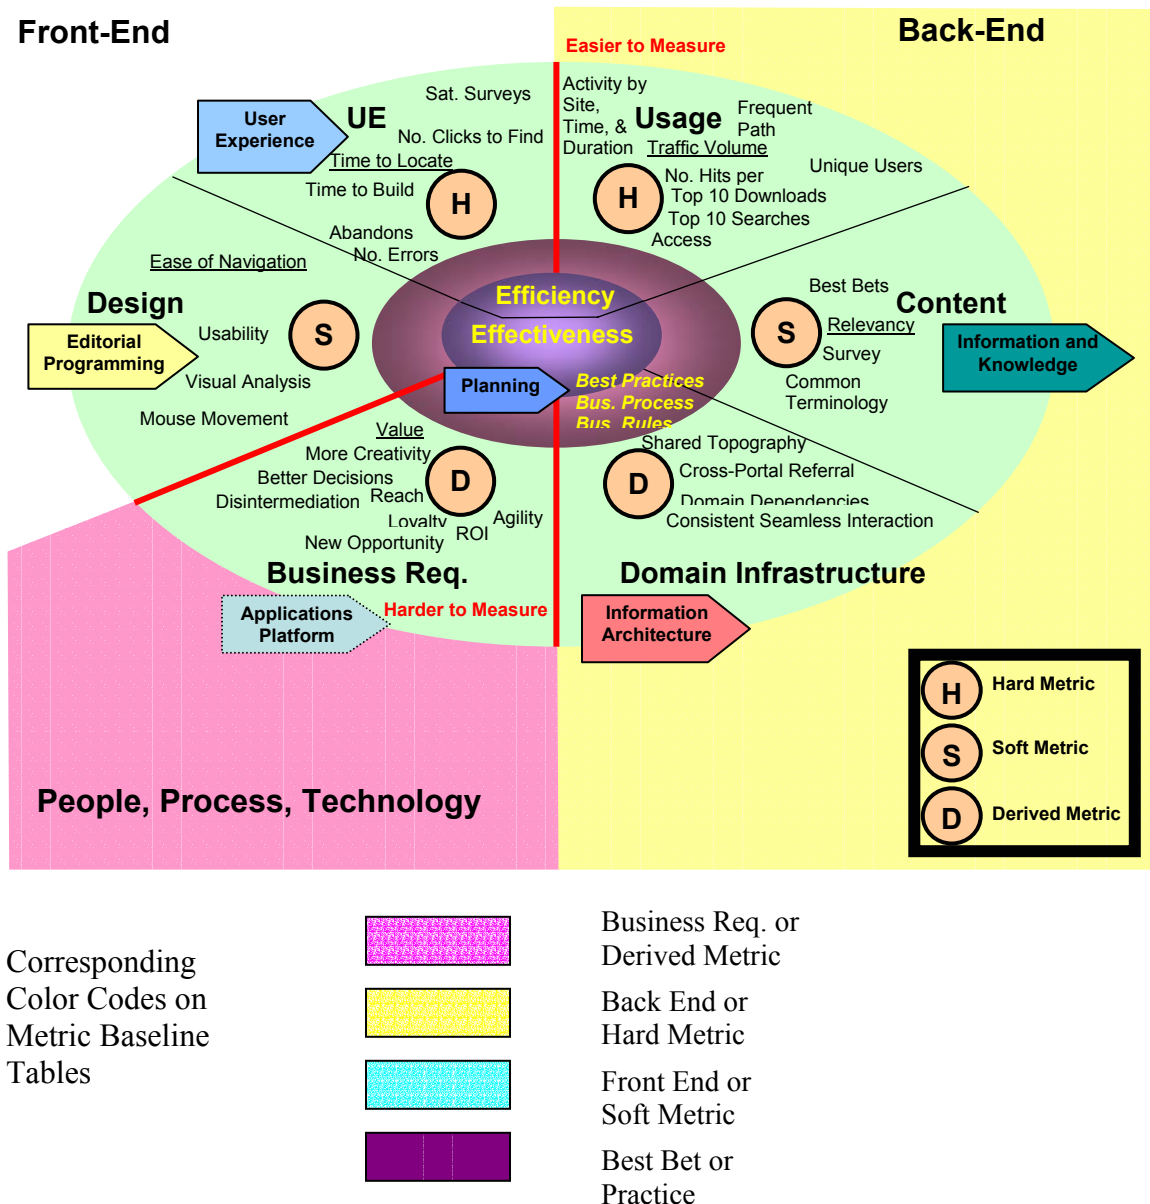 Front-End
Back-End
Easier to Measure
User
Experience
UE
Sat. Surveys
No. Clicks to Find
Time to Locate
Time to Build
H
Abandons
No. Errors
Activity by
Site,
Time, &
Duration
Usage
Frequent
Path
Traffic Volume
Unique Users
H
No. Hits per
Top 10 Downloads
Top 10 Searches
Access
Ease of Navigation
Design
Editorial
Programming
Usability
S
Visual Analysis
Mouse Movement
Efficiency
Effectiveness
Planning
Best Practices
Bus. Process
Bus. Rules
Best Bets
Content
S
Relevancy
Survey
Common
Terminology
Information and
Knowledge
Value
More Creativity
Better Decisions
Disintermediation
Reach
D
Loyalty
ROI
Agility
New Opportunity
Business Req.
Applications
Platform
Harder to Measure
Shared Topography
D
Cross-Portal Referral
Domain Dependencies
Consistent Seamless Interaction
Domain Infrastructure
Information
Architecture
People, Process, Technology
H
Hard Metric
S
Soft Metric
D
Derived Metric
Corresponding
Color Codes on
Metric Baseline
Tables
Business Req. or
Derived Metric
Back End or
Hard Metric
Front End or
Soft Metric
Best Bet or
Practice